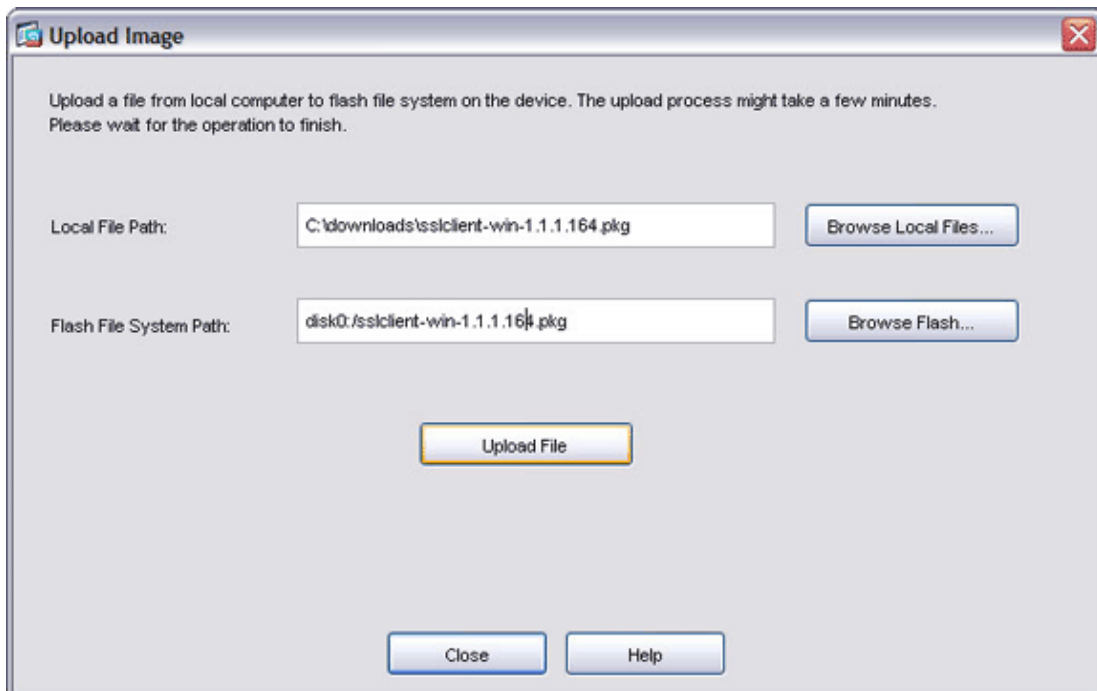 Upload Image
Upload a file from local computer to flash file system on the device. The upload process might take a few minutes.
Please wait for the operation to finish.
Local File Path:
C:\downloads\sslclient-win-1.1.1.164.pkg
Browse Local Files...
Flash File System Path:
disk0:/sslclient-win-1.1.1.164.pkg
Browse Flash...
Upload File
Close
Help